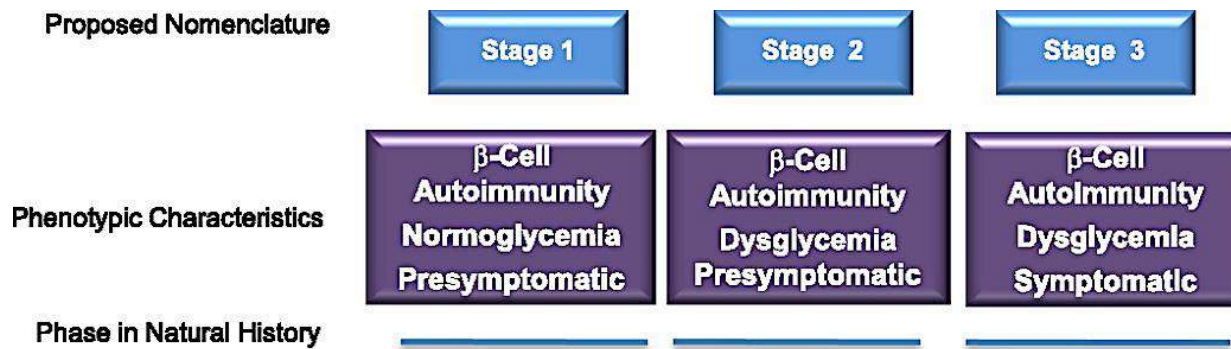 Proposed Nomenclature
Stage 1
Stage 2
Stage 3
Phenotypic Characteristics
β-Cell
Autoimmunity
Normoglycemia
Presymptomatic
β-Cell
Autoimmunity
Dysglycemia
Presymptomatic
β-Cell
Autoimmunity
Dysglycemia
Symptomatic
Phase in Natural History